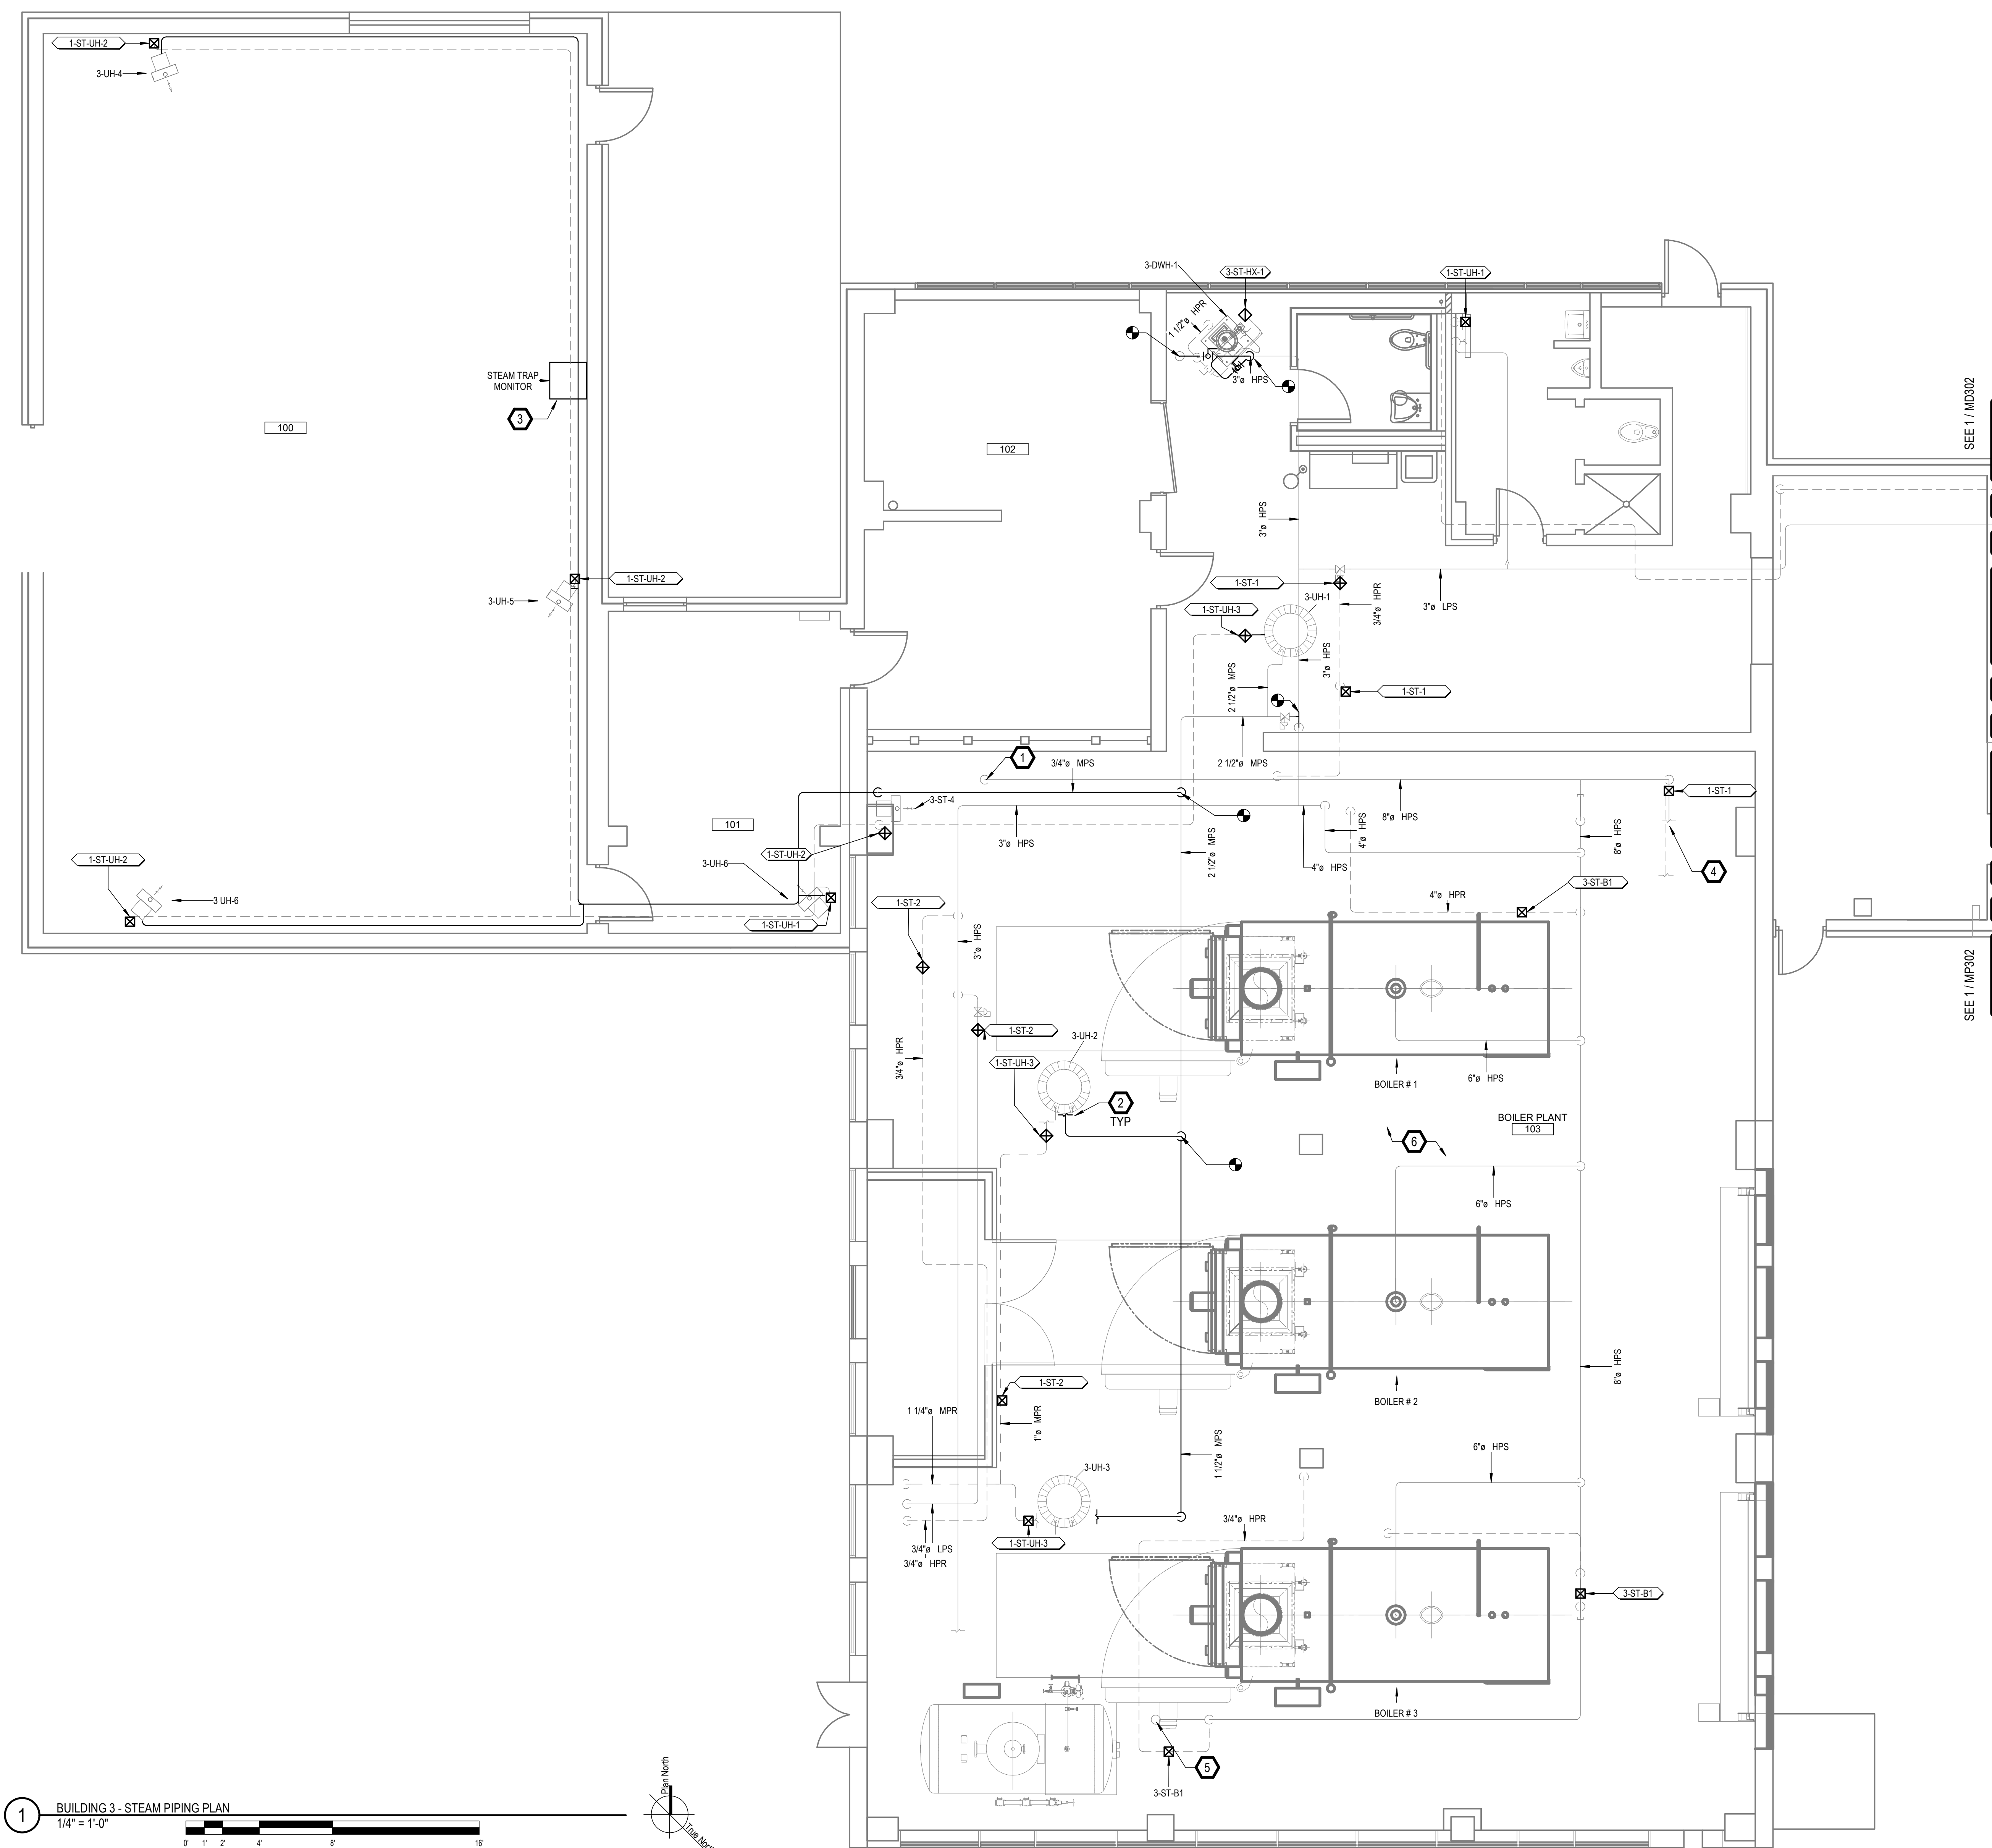 1-ST-UH-2
3-UH-4
3-DWH-1
3-ST-HX-1
1-ST-UH-1
1 1/2"ø HPR
3"ø HPS
STEAM TRAP
MONITOR
3
100
102
SEE 1 / MD302
3"ø HPS
1-ST-UH-2
3-UH-5
1-ST-1
3-UH-1
1-ST-UH-3
3/4"ø HPR
3"ø LPS
3"ø HPS
2 1/2"ø MPS
1-ST-1
2 1/2"ø MPS
1
3/4"ø MPS
3-ST-4
101
1-ST-UH-2
3"ø HPS
2 1/2"ø MPS
4"ø HPS
4"ø HPS
8"ø HPS
8"ø HPS
1-ST-1
4
1-ST-UH-2
3 UH-6
3-UH-6
1-ST-UH-1
1-ST-2
4"ø HPR
3-ST-B1
3"ø HPS
SEE 1 / MP302
3/4"ø HPR
1-ST-2
3-UH-2
1-ST-UH-3
2
TYP
BOILER # 1
6"ø HPS
BOILER PLANT
103
6
6"ø HPS
1-ST-2
BOILER # 2
8"ø HPS
1 1/4"ø MPR
1"ø MPR
1 1/2"ø MPS
6"ø HPS
3-UH-3
3/4"ø HPR
1-ST-UH-3
3/4"ø LPS
3/4"ø HPR
3-ST-B1
BOILER # 3
5
3-ST-B1
1
BUILDING 3 - STEAM PIPING PLAN
1/4" = 1'-0"
0' 1' 2' 4' 8' 16'
Plan North